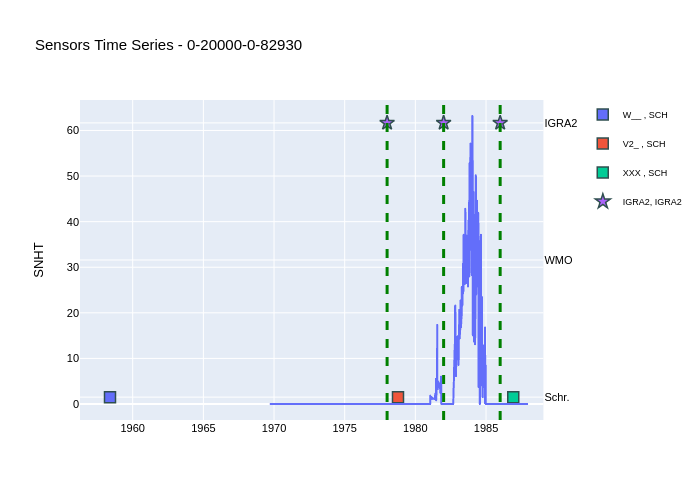 Sensors Time Series - 0-20000-0-82930
SNHT
60
50
40
30
20
10
0
1960
1965
1970
1975
1980
1985
IGRA2
WMO
Schr.
W__ , SCH
V2_ , SCH
XXX , SCH
IGRA2, IGRA2